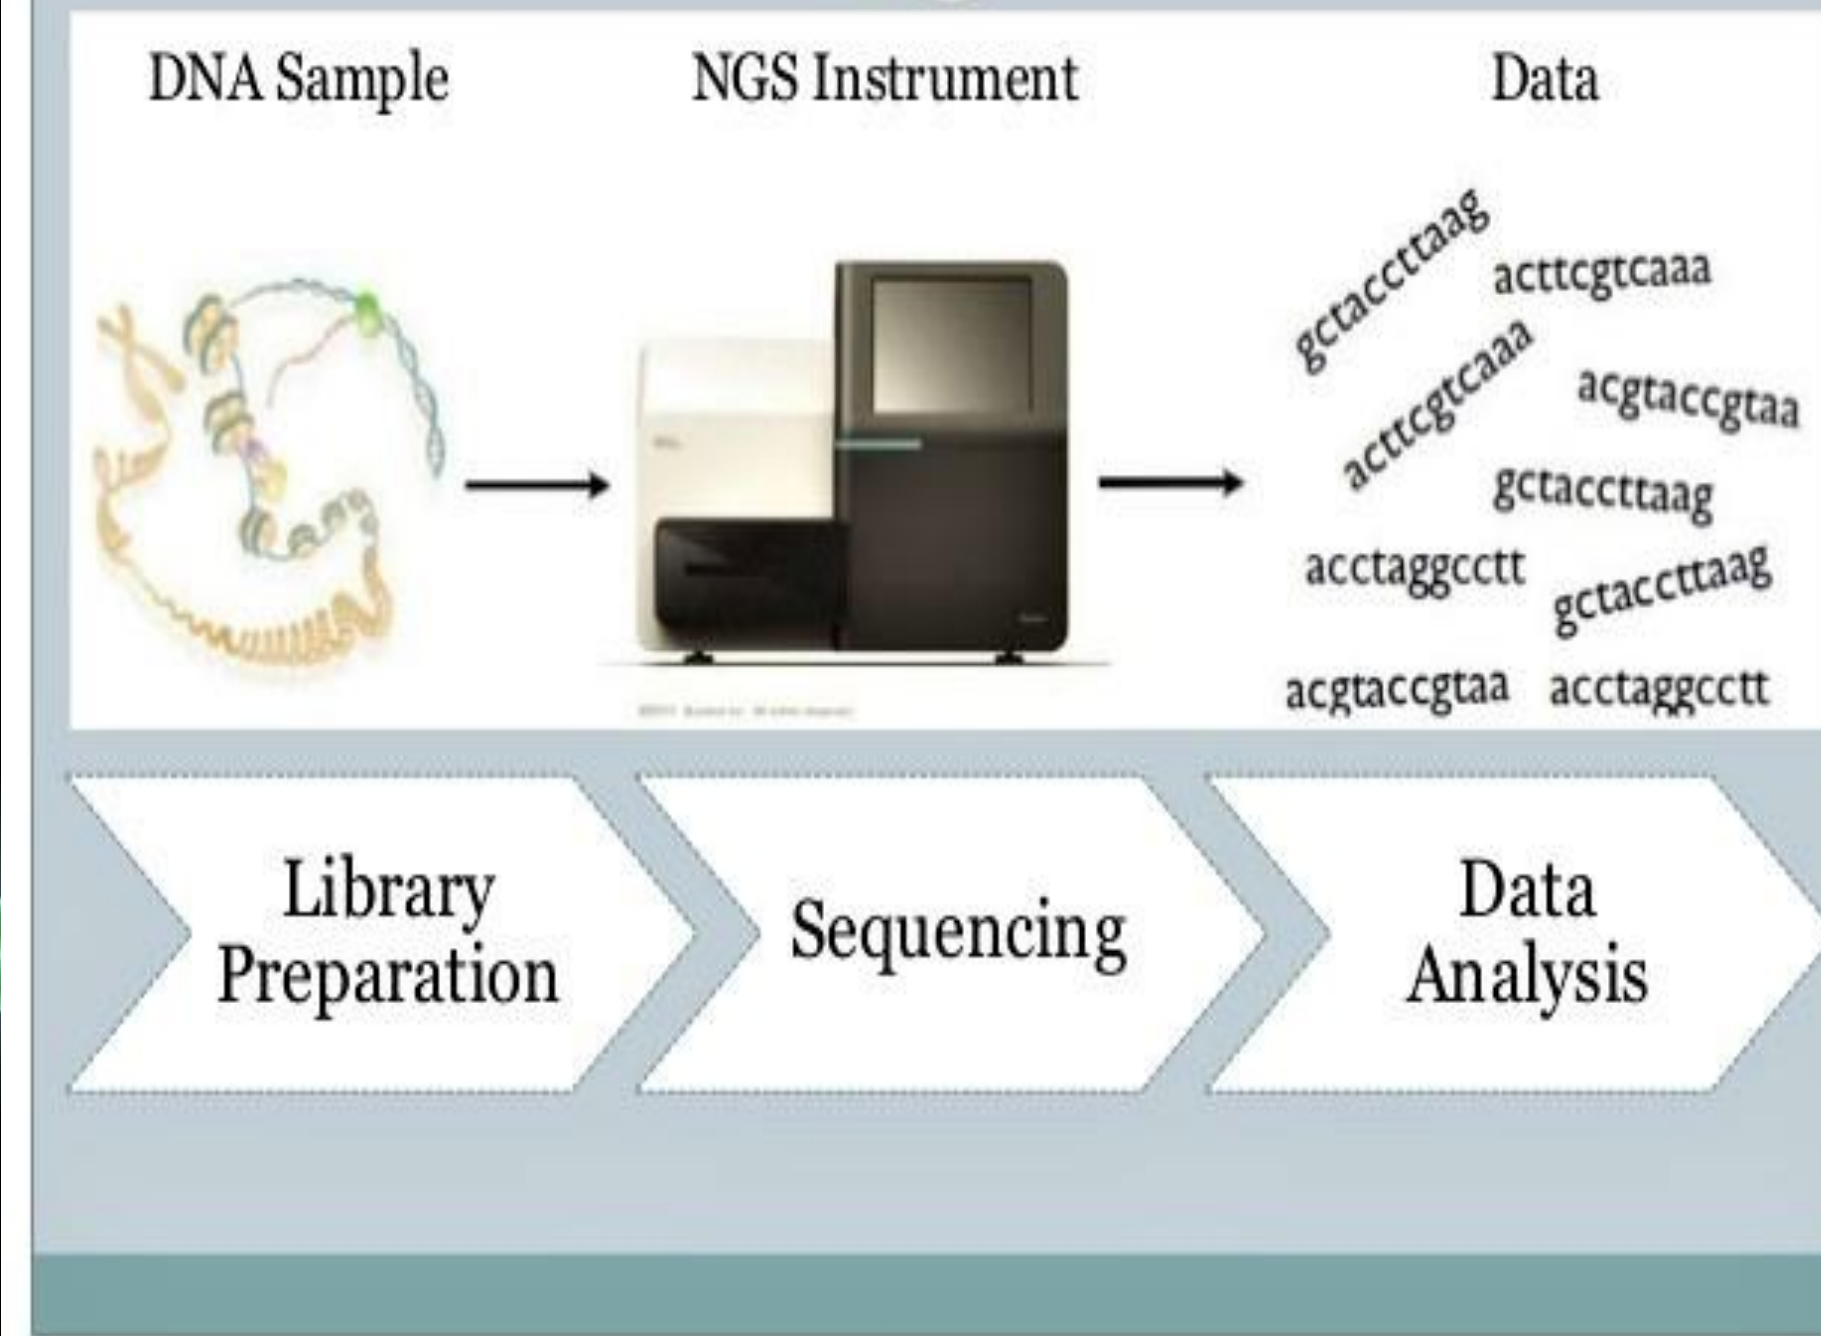 DNA Sample
NGS Instrument
Data
gctaccttaag
acttcgtcaaa
acttcgtcaaa
acgtaccgtaa
gctaccttaag
acctaggcctt
gctaccttaag
acgtaccgtaa
acctaggcctt
Library
Preparation
Sequencing
Data
Analysis